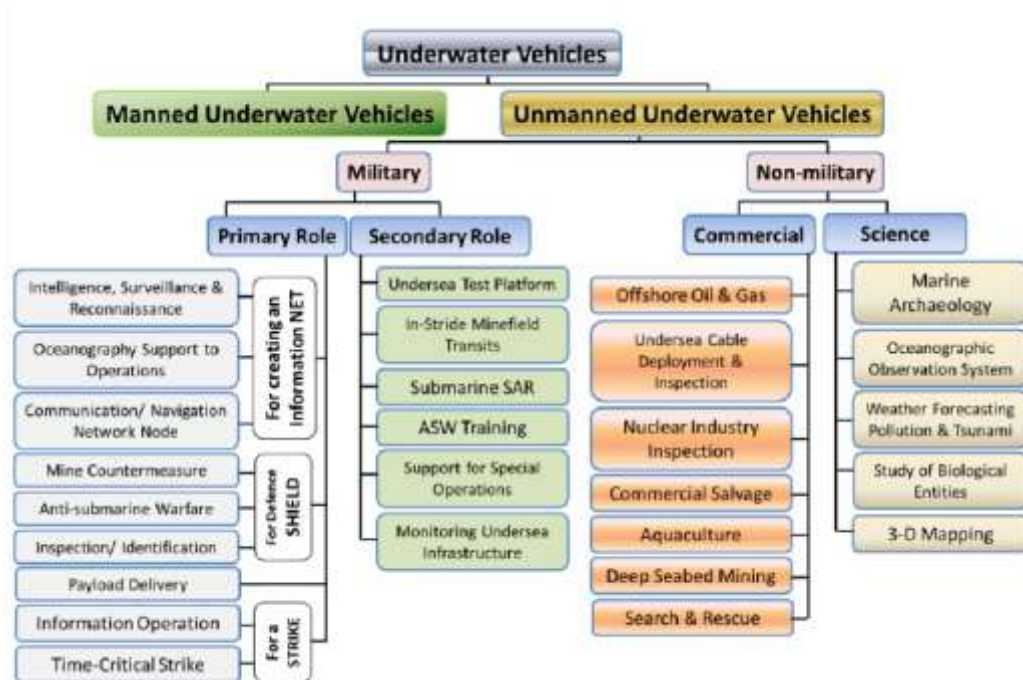 Underwater Vehicles
Manned Underwater Vehicles
Unmanned Underwater Vehicles
Military
Non-military
Primary Role
Secondary Role
Commercial
Science
Intelligence, Surveillance &
Reconnaissance
Oceanography Support to
Operations
Communication/ Navigation
Network Node
For creating an
Information NET
Mine Countermeasure
Anti-submarine Warfare
Inspection/ Identification
For Defence
SHIELD
Payload Delivery
Information Operation
Time-Critical Strike
For a
STRIKE
Undersea Test Platform
In-Stride Minefield
Transits
Submarine SAR
ASW Training
Support for Special
Operations
Monitoring Undersea
Infrastructure
Offshore Oil & Gas
Undersea Cable
Deployment &
Inspection
Nuclear Industry
Inspection
Commercial Salvage
Aquaculture
Deep Seabed Mining
Search & Rescue
Marine
Archaeology
Oceanographic
Observation System
Weather Forecasting
Pollution & Tsunami
Study of Biological
Entities
3-D Mapping